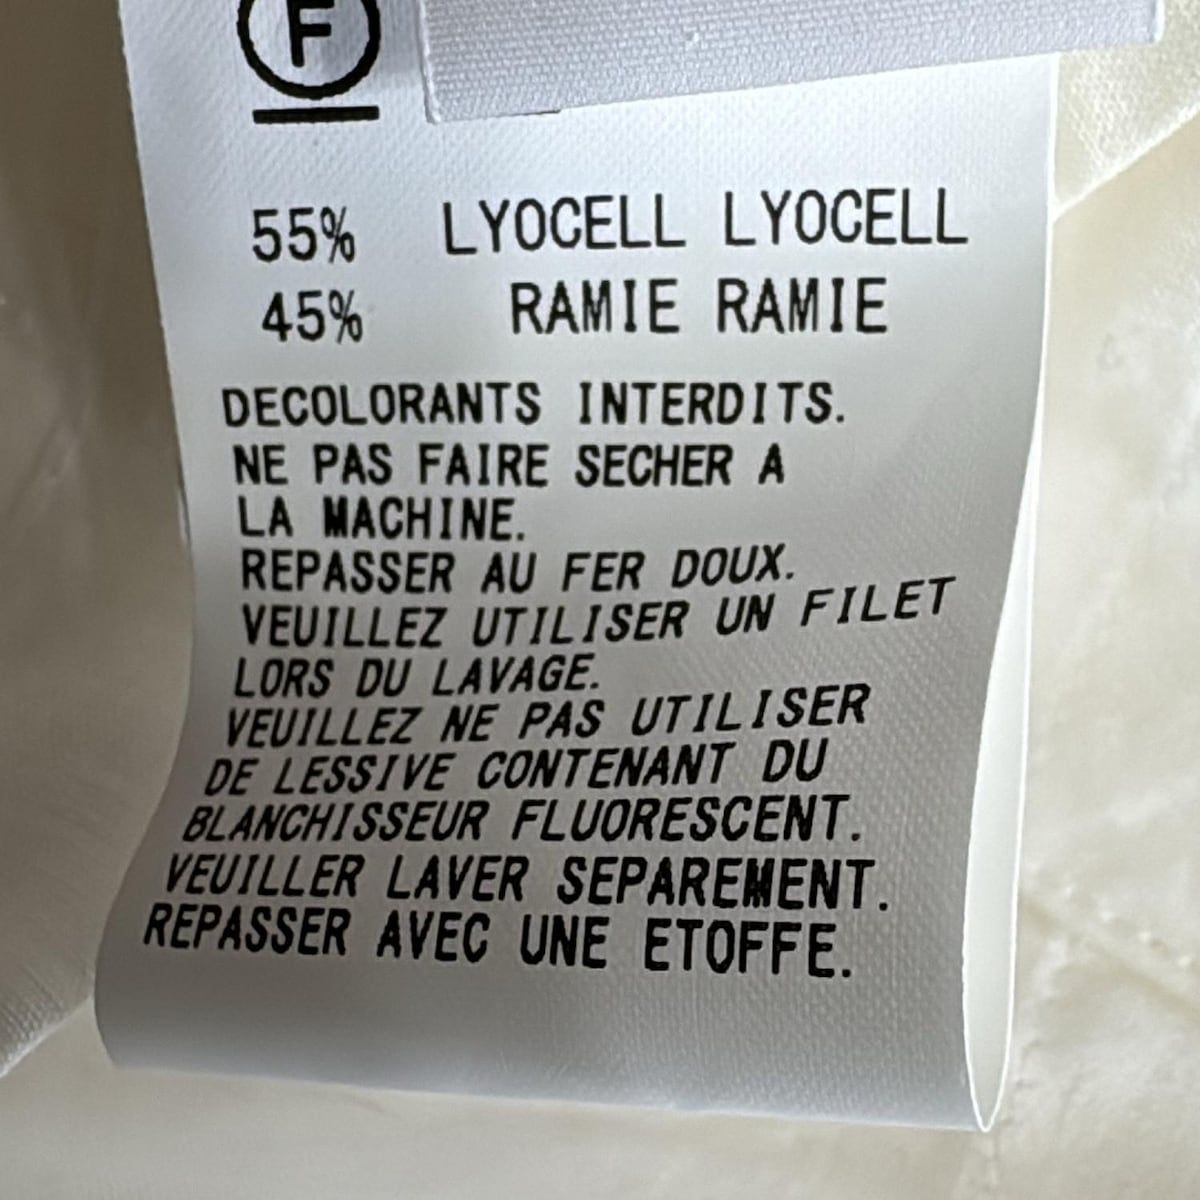 F
55% LYOCELL LYOCELL
45% RAMIE RAMIE
DECOLORANTS INTERDITS.
NE PAS FAIRE SECHER A
LA MACHINE.
REPASSER AU FER DOUX.
VEUILLEZ UTILISER UN FILET
LORS DU LAVAGE.
VEUILLEZ NE PAS UTILISER
DE LESSIVE CONTENANT DU
BLANCHISSEUR FLUORESCENT.
VEUILLER LAVER SEPAREMENT.
REPASSER AVEC UNE ETOFFE.